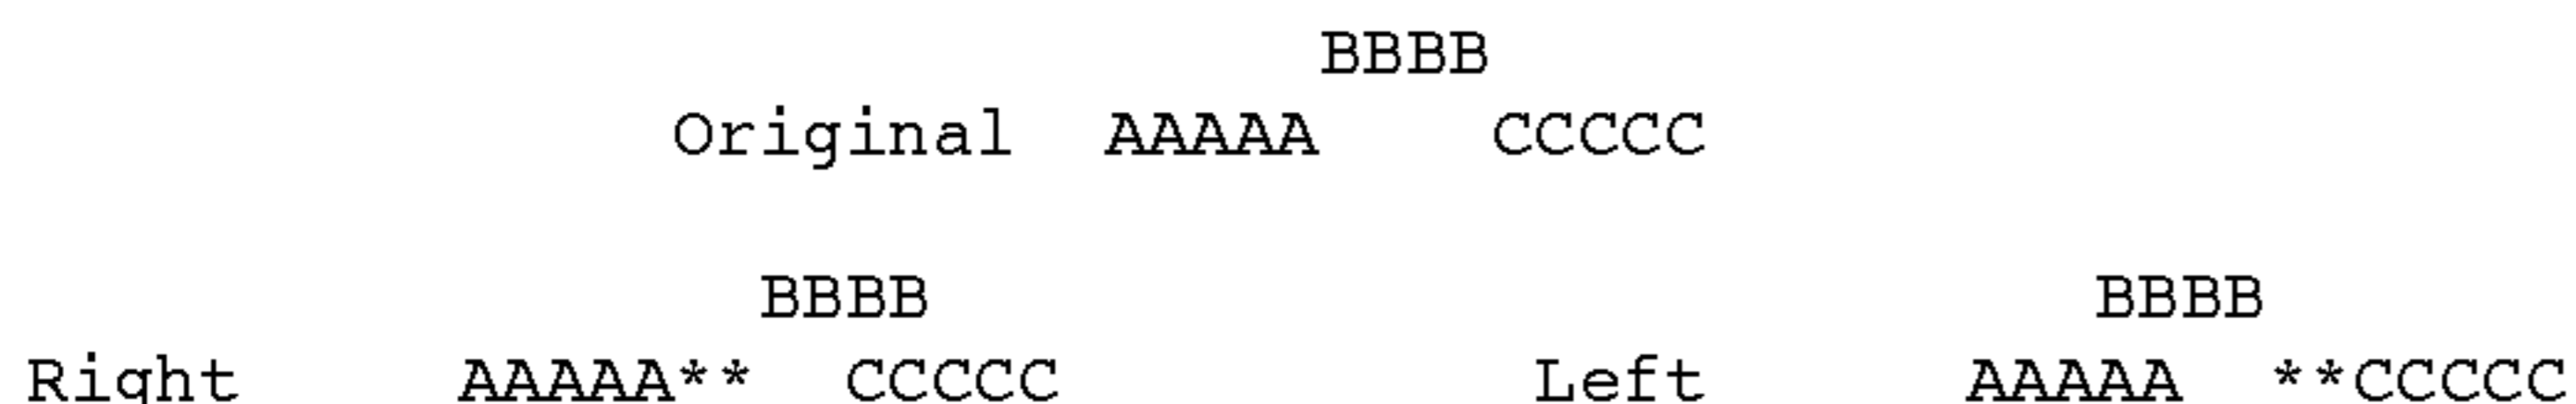 BBBB
Original AAAAA CCCCC
BBBB BBBB
Right AAAAA** CCCCC Left AAAAA **CCCCC